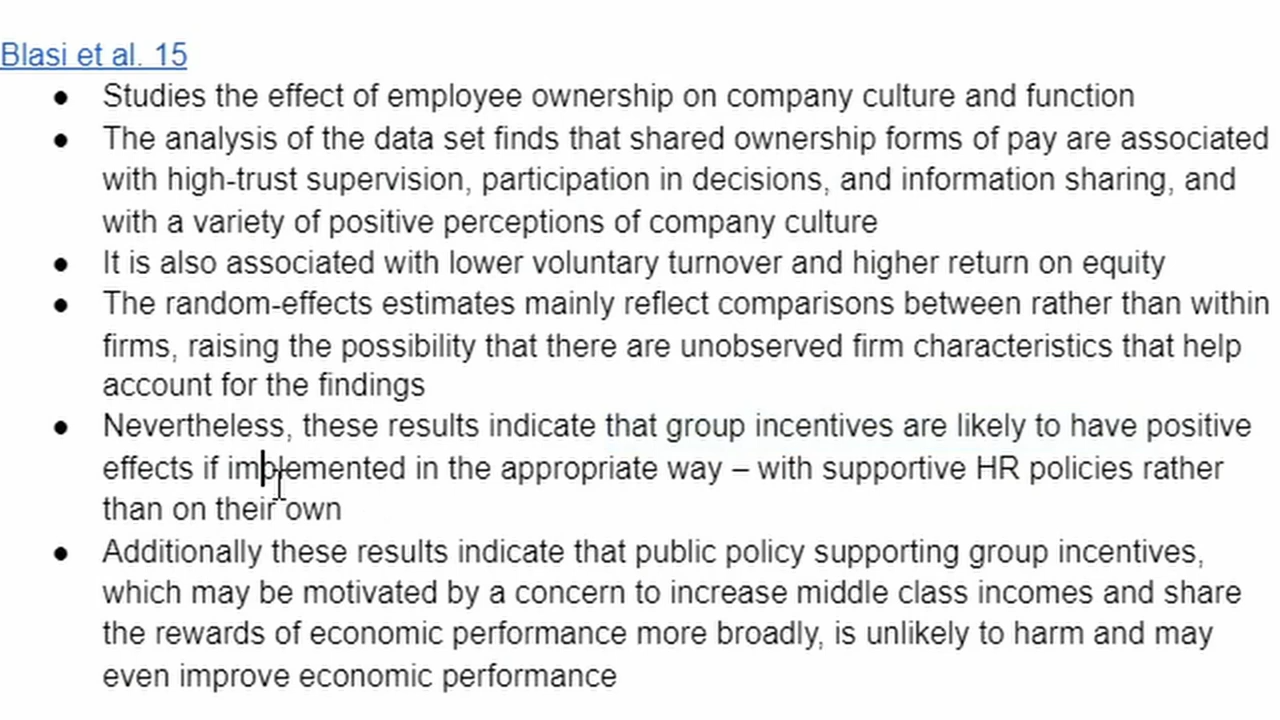 Blasi et al. 15
● Studies the effect of employee ownership on company culture and function
● The analysis of the data set finds that shared ownership forms of pay are associated
with high-trust supervision, participation in decisions, and information sharing, and
with a variety of positive perceptions of company culture
● It is also associated with lower voluntary turnover and higher return on equity
● The random-effects estimates mainly reflect comparisons between rather than within
firms, raising the possibility that there are unobserved firm characteristics that help
account for the findings
● Nevertheless, these results indicate that group incentives are likely to have positive
effects if implemented in the appropriate way – with supportive HR policies rather
than on their own
● Additionally these results indicate that public policy supporting group incentives,
which may be motivated by a concern to increase middle class incomes and share
the rewards of economic performance more broadly, is unlikely to harm and may
even improve economic performance